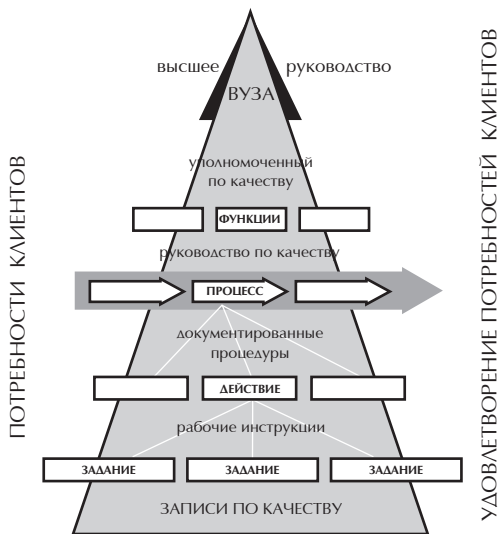 высшее руководство
ВУЗА
уполномоченный
по качеству
ФУНКЦИИ
руководство по качеству
ПРОЦЕСС
документированные
процедуры
ДЕЙСТВИЕ
рабочие инструкции
ЗАДАНИЕ ЗАДАНИЕ ЗАДАНИЕ
ЗАПИСИ ПО КАЧЕСТВУ
ПОТРЕБНОСТИ КЛИЕНТОВ
УДОВЛЕТВОРЕНИЕ ПОТРЕБНОСТЕЙ КЛИЕНТОВ